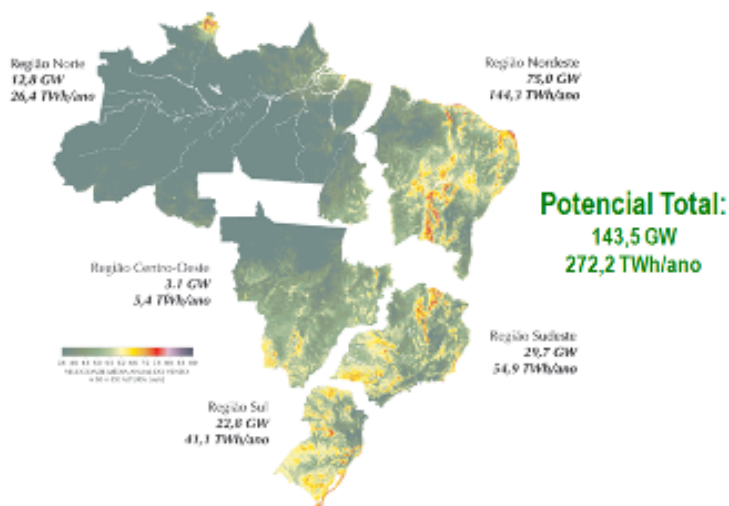 Região Norte
12,8 GW
26,4 TWh/ano
Região Nordeste
75,0 GW
144,3 TWh/ano
Potencial Total:
143,5 GW
272,2 TWh/ano
Região Centro-Oeste
3.1 GW
5,4 TWh/ano
Região Sudeste
29,7 GW
54,9 TWh/ano
Região Sul
22,8 GW
41,1 TWh/ano